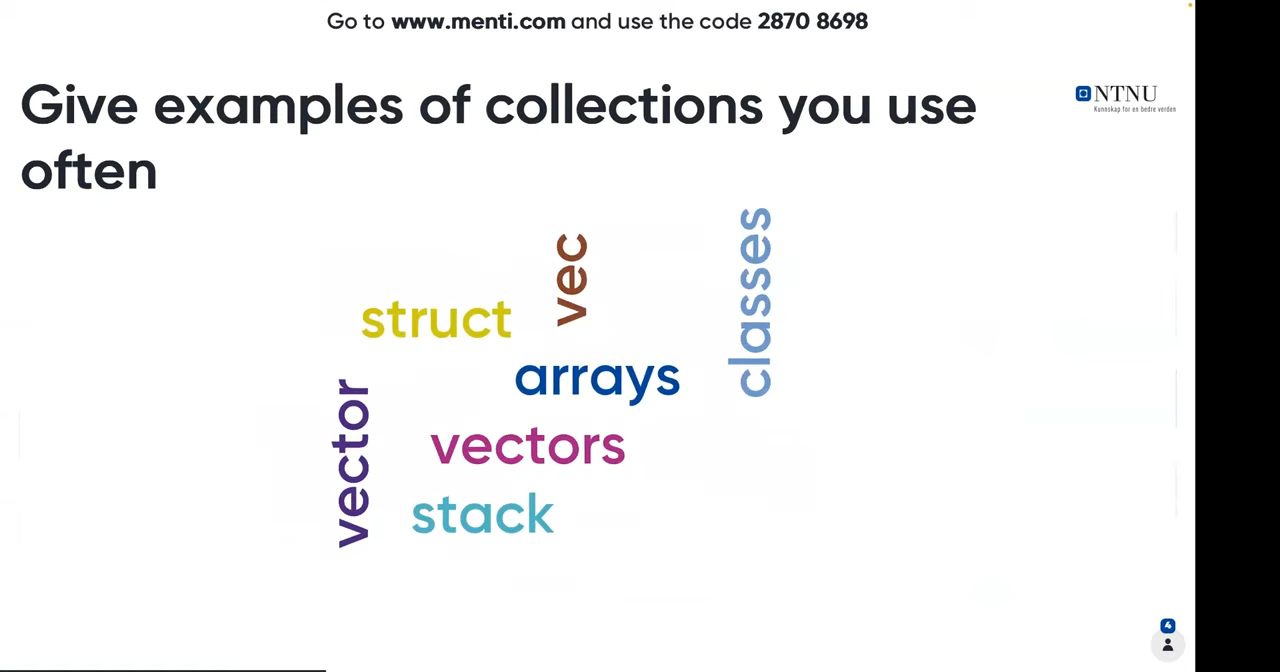 Go to www.menti.com and use the code 2870 8698
Give examples of collections you use
often
NTNU
Kunnskap for en bedre verden
classes
vec
struct
arrays
vector
vectors
stack
4